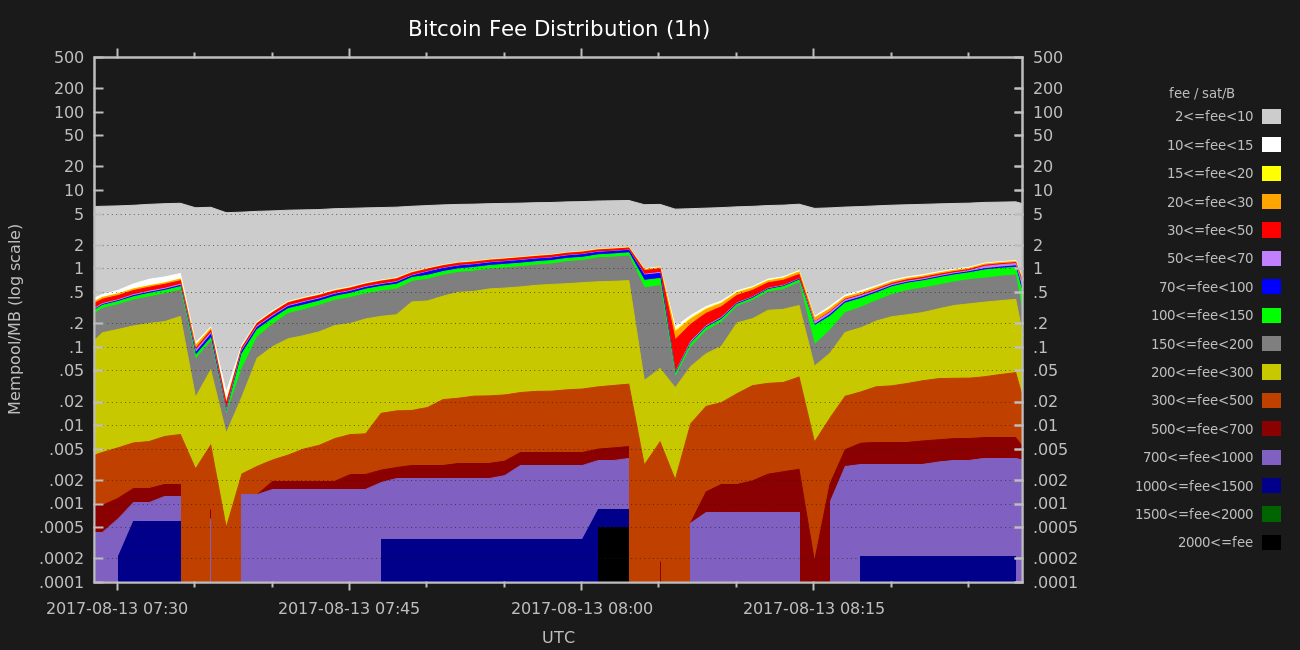 Bitcoin Fee Distribution (1h)
500 500
200 200
100 100
50 50
20 20
10 10
5 5
2 2
1 1
.5 .5
.2 .2
.1 .1
.05 .05
.02 .02
.01 .01
.005 .005
.002 .002
.001 .001
.0005 .0005
.0002 .0002
.0001 .0001
Mempool/MB (log scale)
2017-08-13 07:30 2017-08-13 07:45 2017-08-13 08:00 2017-08-13 08:15
UTC
fee / sat/B
2<=fee<10
10<=fee<15
15<=fee<20
20<=fee<30
30<=fee<50
50<=fee<70
70<=fee<100
100<=fee<150
150<=fee<200
200<=fee<300
300<=fee<500
500<=fee<700
700<=fee<1000
1000<=fee<1500
1500<=fee<2000
2000<=fee